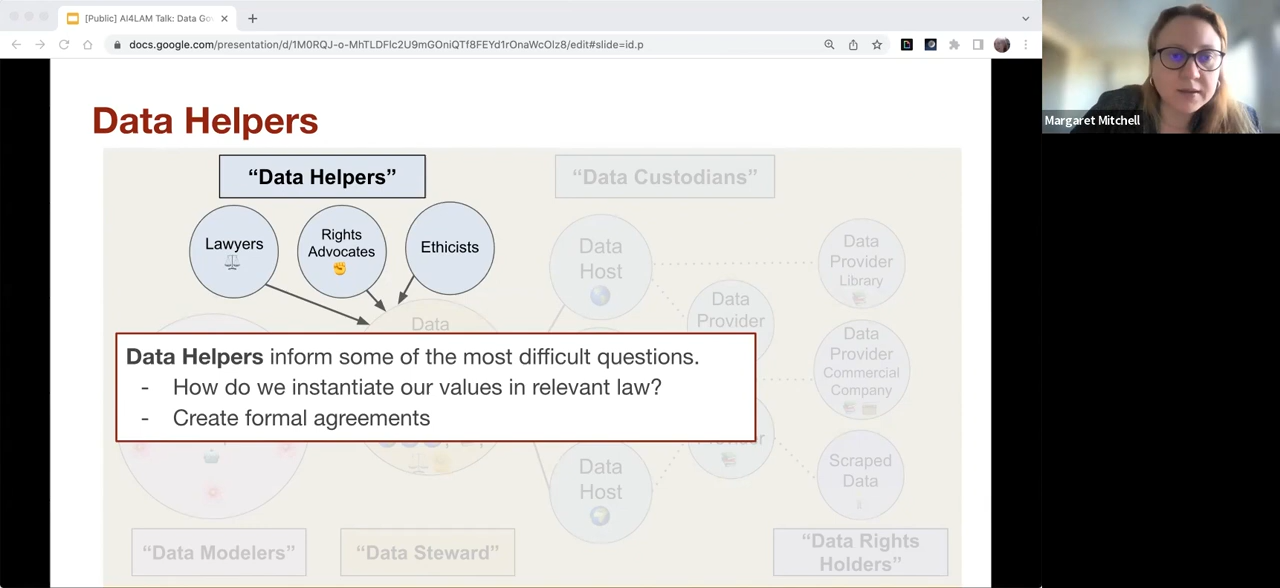 [Public] AI4LAM Talk: Data Go
docs.google.com/presentation/d/1M0RQJ-o-MhTLDFlc2U9mGOniQTf8FEYd1rOnaWcOlz8/edit#slide=id.p
Margaret Mitchell
Data Helpers
“Data Helpers”
“Data Custodians”
Lawyers
Rights
Advocates
Ethicists
Data
Host
Data
Provider
Library
Data
Provider
Data
Data
Provider
Commercial
Company
Data Helpers inform some of the most difficult questions.
- How do we instantiate our values in relevant law?
- Create formal agreements
Data
Host
Scraped
Data
“Data Modelers”
“Data Steward”
“Data Rights
Holders”